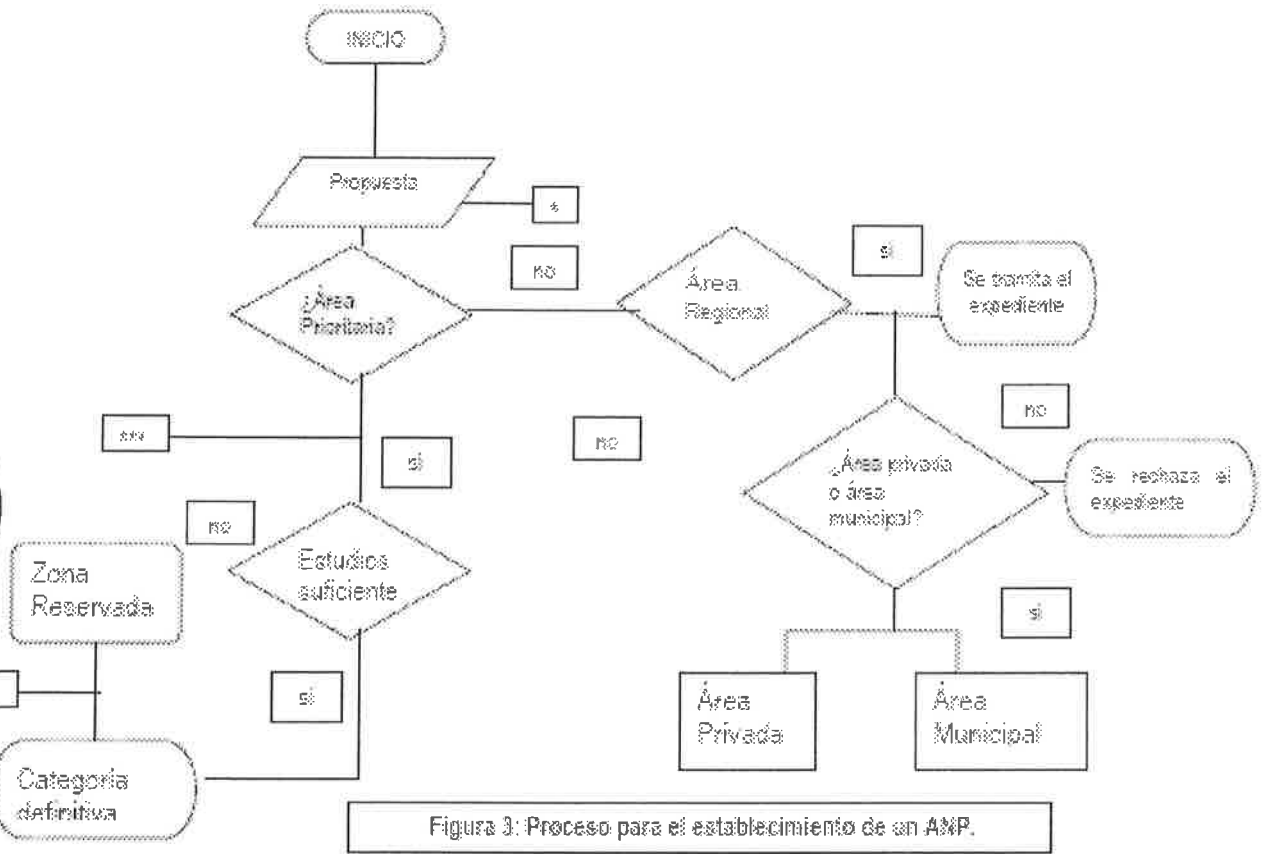 INICIO
Propuesta
*
no
si
¿Área
Prioritaria?
Área
Regional
Se tramita el
expediente
no
***
si
no
¿Área privada
o área
municipal?
Se rechaza el
expediente
no
Estudios
suficiente
Zona
Reservada
si
si
Área
Privada
Área
Municipal
Categoría
definitiva
Figura 3: Proceso para el establecimiento de un ANP.